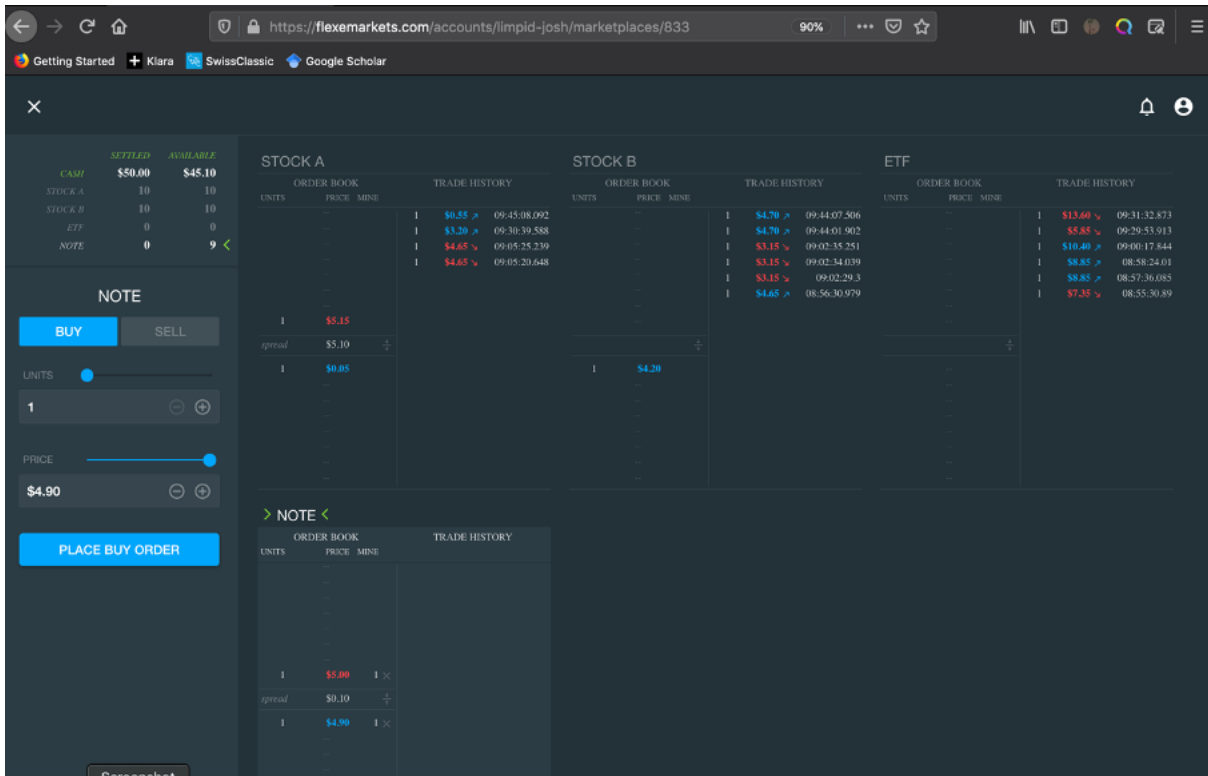 https://flexemarkets.com/accounts/limpid-josh/marketplaces/833
90%
Getting Started
Klara
SwissClassic
Google Scholar
SETTLED AVAILABLE
CASH $50.00 $45.10
STOCK A 10 10
STOCK B 10 10
ETF 0 0
NOTE 0 9 <
NOTE
BUY SELL
UNITS
1
PRICE
$4.90
PLACE BUY ORDER
STOCK A
ORDER BOOK TRADE HISTORY
UNITS PRICE MINE
1 $0.55 ↗ 09:45:08.092
1 $3.20 ↗ 09:30:39.588
1 $4.65 ↘ 09:05:25.239
1 $4.65 ↘ 09:05:20.648
1 $5.15
spread $5.10
1 $0.05
STOCK B
ORDER BOOK TRADE HISTORY
UNITS PRICE MINE
1 $4.70 ↗ 09:44:07.506
1 $4.70 ↗ 09:44:01.902
1 $3.15 ↘ 09:02:35.251
1 $3.15 ↘ 09:02:34.039
1 $3.15 ↘ 09:02:29.3
1 $4.65 ↗ 08:56:30.979
1 $4.20
ETF
ORDER BOOK TRADE HISTORY
UNITS PRICE MINE
1 $13.60 ↘ 09:31:32.873
1 $5.85 ↘ 09:29:53.913
1 $10.40 ↗ 09:00:17.844
1 $8.85 ↗ 08:58:24.01
1 $8.85 ↗ 08:57:36.085
1 $7.35 ↘ 08:55:30.89
> NOTE <
ORDER BOOK TRADE HISTORY
UNITS PRICE MINE
1 $5.00 1 ×
spread $0.10
1 $4.90 1 ×
Screenshot